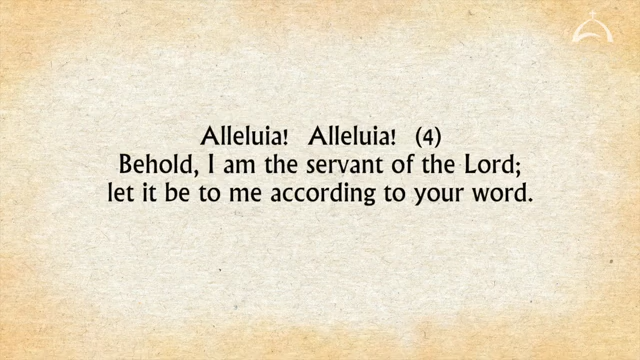 Alleluia! Alleluia! (4)
Behold, I am the servant of the Lord;
let it be to me according to your word.